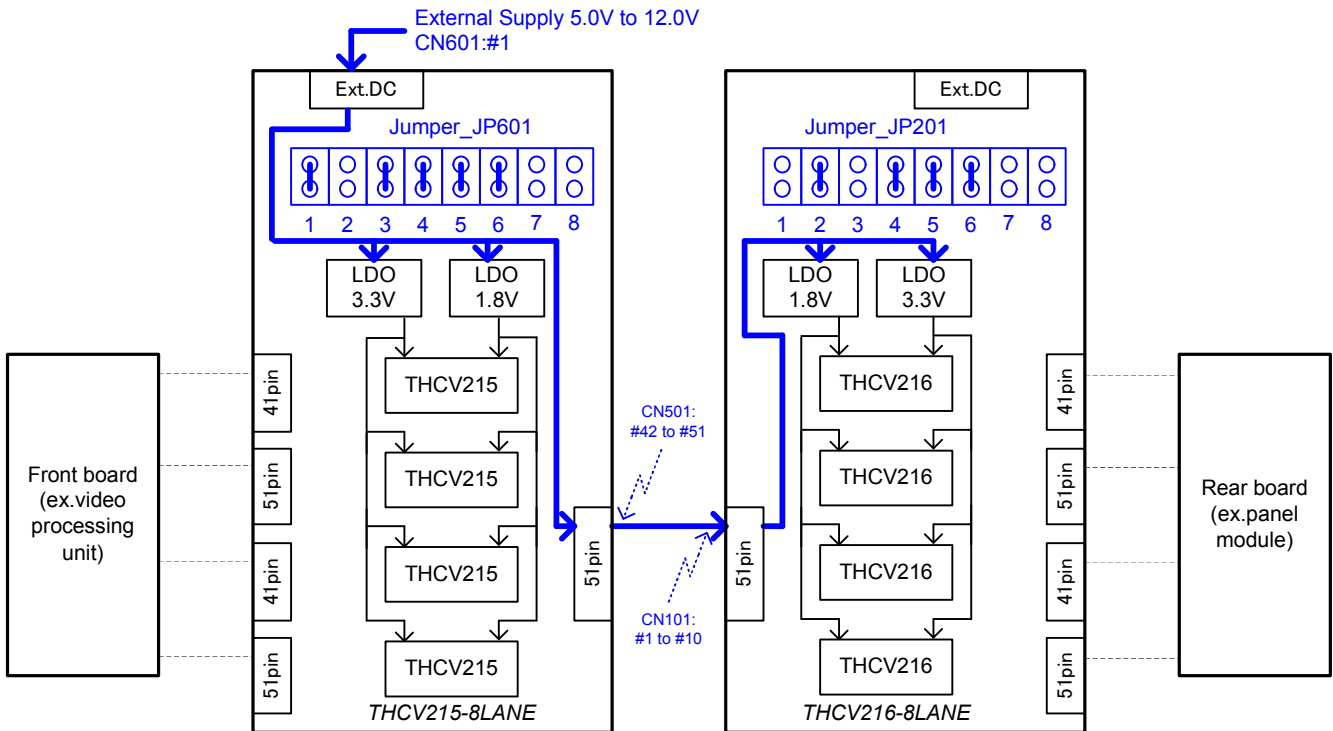 External Supply 5.0V to 12.0V
CN601:#1
Ext.DC
Jumper_JP601
1 2 3 4 5 6 7 8
LDO
3.3V
LDO
1.8V
THCV215
THCV215
THCV215
THCV215
THCV215-8LANE
41pin
51pin
41pin
51pin
51pin
Front board
(ex.video
processing
unit)
CN501:
#42 to #51
CN101:
#1 to #10
Ext.DC
Jumper_JP201
1 2 3 4 5 6 7 8
LDO
1.8V
LDO
3.3V
THCV216
THCV216
THCV216
THCV216
THCV216-8LANE
51pin
41pin
51pin
41pin
51pin
Rear board
(ex.panel
module)